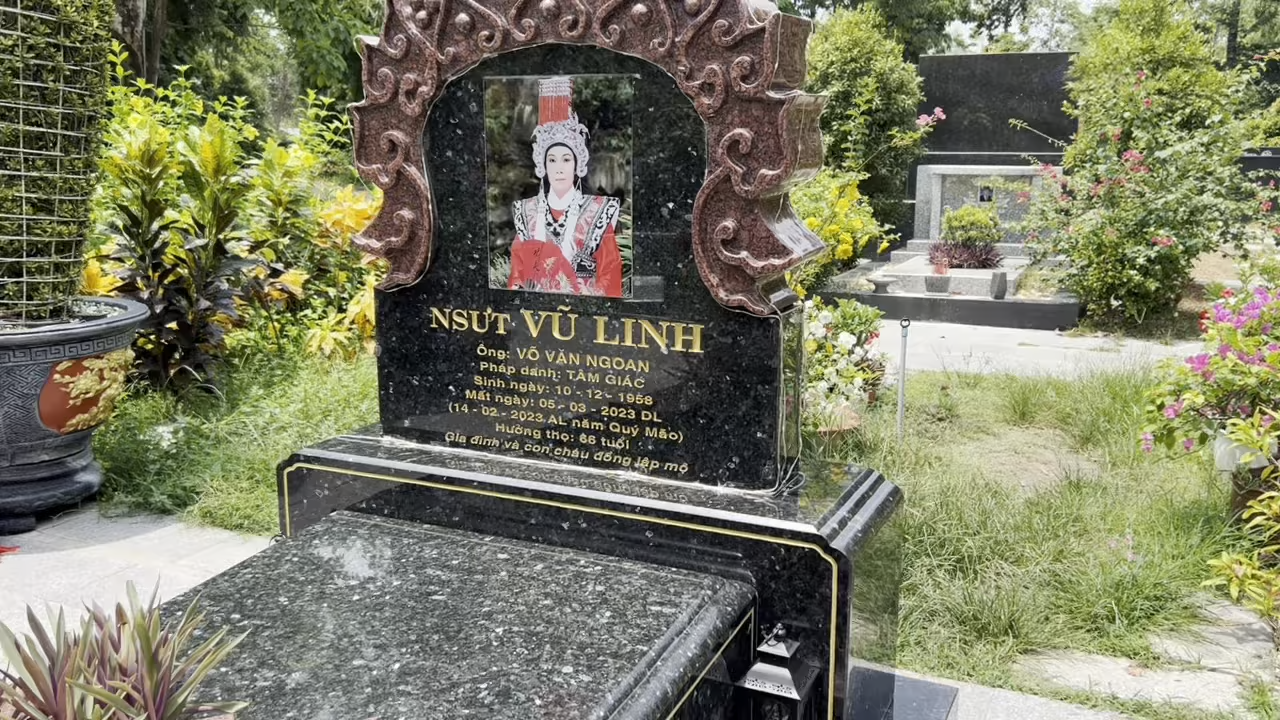 NSƯT VŨ LINH
Ông: VÕ VĂN NGOAN
Pháp danh: TÂM GIÁC
Sinh ngày: 10 - 12 - 1958
Mất ngày: 05 - 03 - 2023 DL
(14 - 02 - 2023 AL năm Quý Mão)
Hưởng thọ: 66 tuổi
Gia đình và con cháu đồng lập mộ